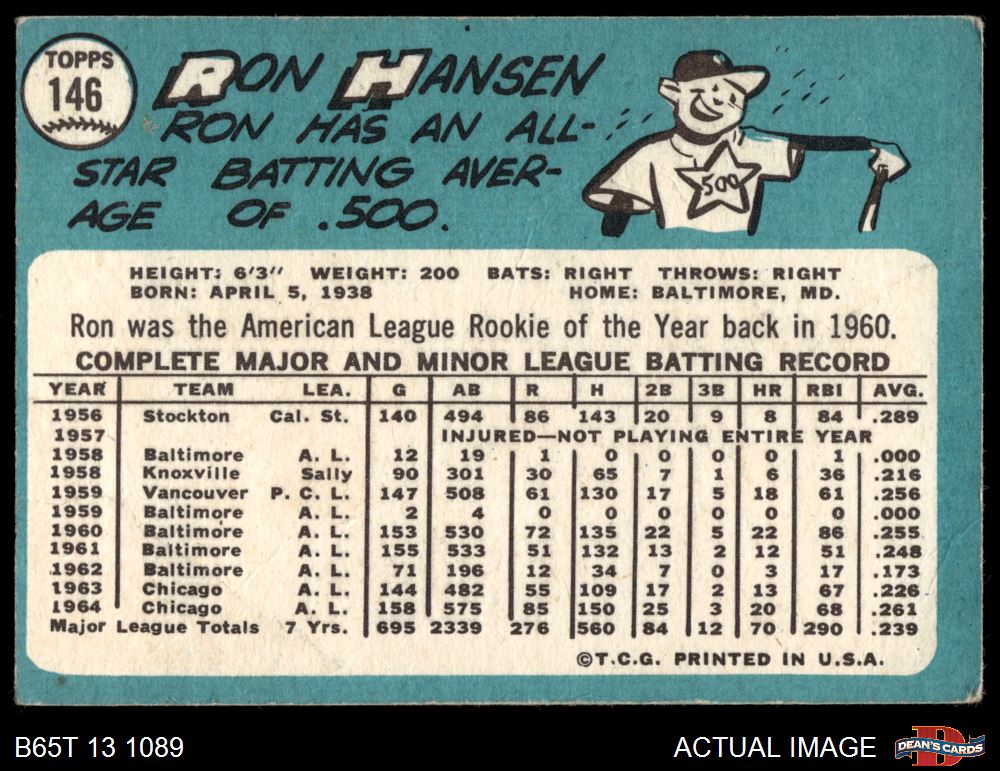 TOPPS
146
RON HANSEN
RON HAS AN ALL-
STAR BATTING AVER-
AGE OF .500.
500
HEIGHT: 6'3" WEIGHT: 200 BATS: RIGHT THROWS: RIGHT
BORN: APRIL 5, 1938 HOME: BALTIMORE, MD.
Ron was the American League Rookie of the Year back in 1960.
COMPLETE MAJOR AND MINOR LEAGUE BATTING RECORD
YEAR TEAM LEA. G AB R H 2B 3B HR RBI AVG.
1956 Stockton Cal. St. 140 494 86 143 20 9 8 84 .289
1957 INJURED—NOT PLAYING ENTIRE YEAR
1958 Baltimore A. L. 12 19 1 0 0 0 0 1 .000
1958 Knoxville Sally 90 301 30 65 7 1 6 36 .216
1959 Vancouver P. C. L. 147 508 61 130 17 5 18 61 .256
1959 Baltimore A. L. 2 4 0 0 0 0 0 0 .000
1960 Baltimore A. L. 153 530 72 135 22 5 22 86 .255
1961 Baltimore A. L. 155 533 51 132 13 2 12 51 .248
1962 Baltimore A. L. 71 196 12 34 7 0 3 17 .173
1963 Chicago A. L. 144 482 55 109 17 2 13 67 .226
1964 Chicago A. L. 158 575 85 150 25 3 20 68 .261
Major League Totals 7 Yrs. 695 2339 276 560 84 12 70 290 .239
©T.C.G. PRINTED IN U.S.A.
B65T 13 1089 ACTUAL IMAGE
DEAN'S CARDS